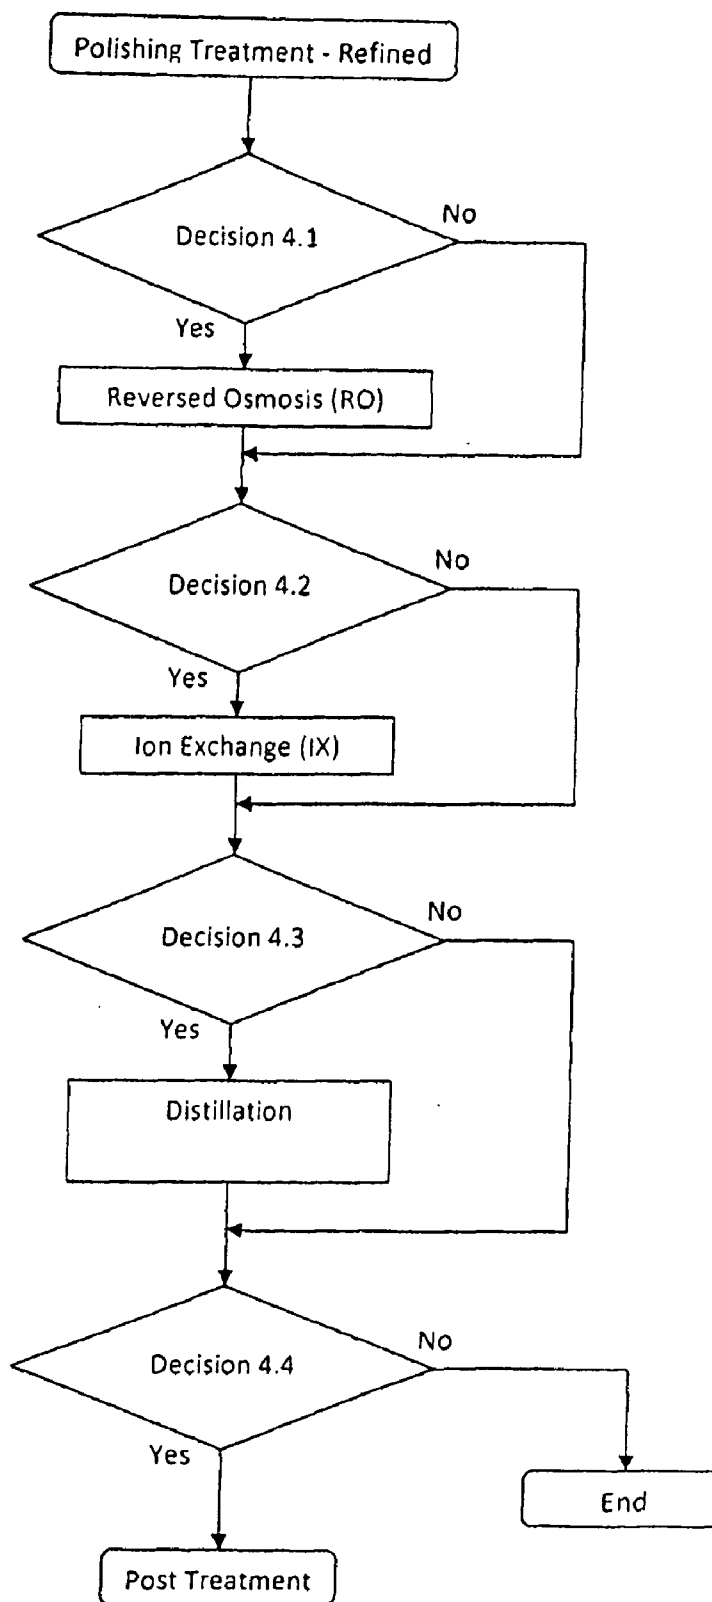 Polishing Treatment - Refined
Decision 4.1
No
Yes
Reversed Osmosis (RO)
Decision 4.2
No
Yes
Ion Exchange (IX)
Decision 4.3
No
Yes
Distillation
Decision 4.4
No
Yes
End
Post Treatment